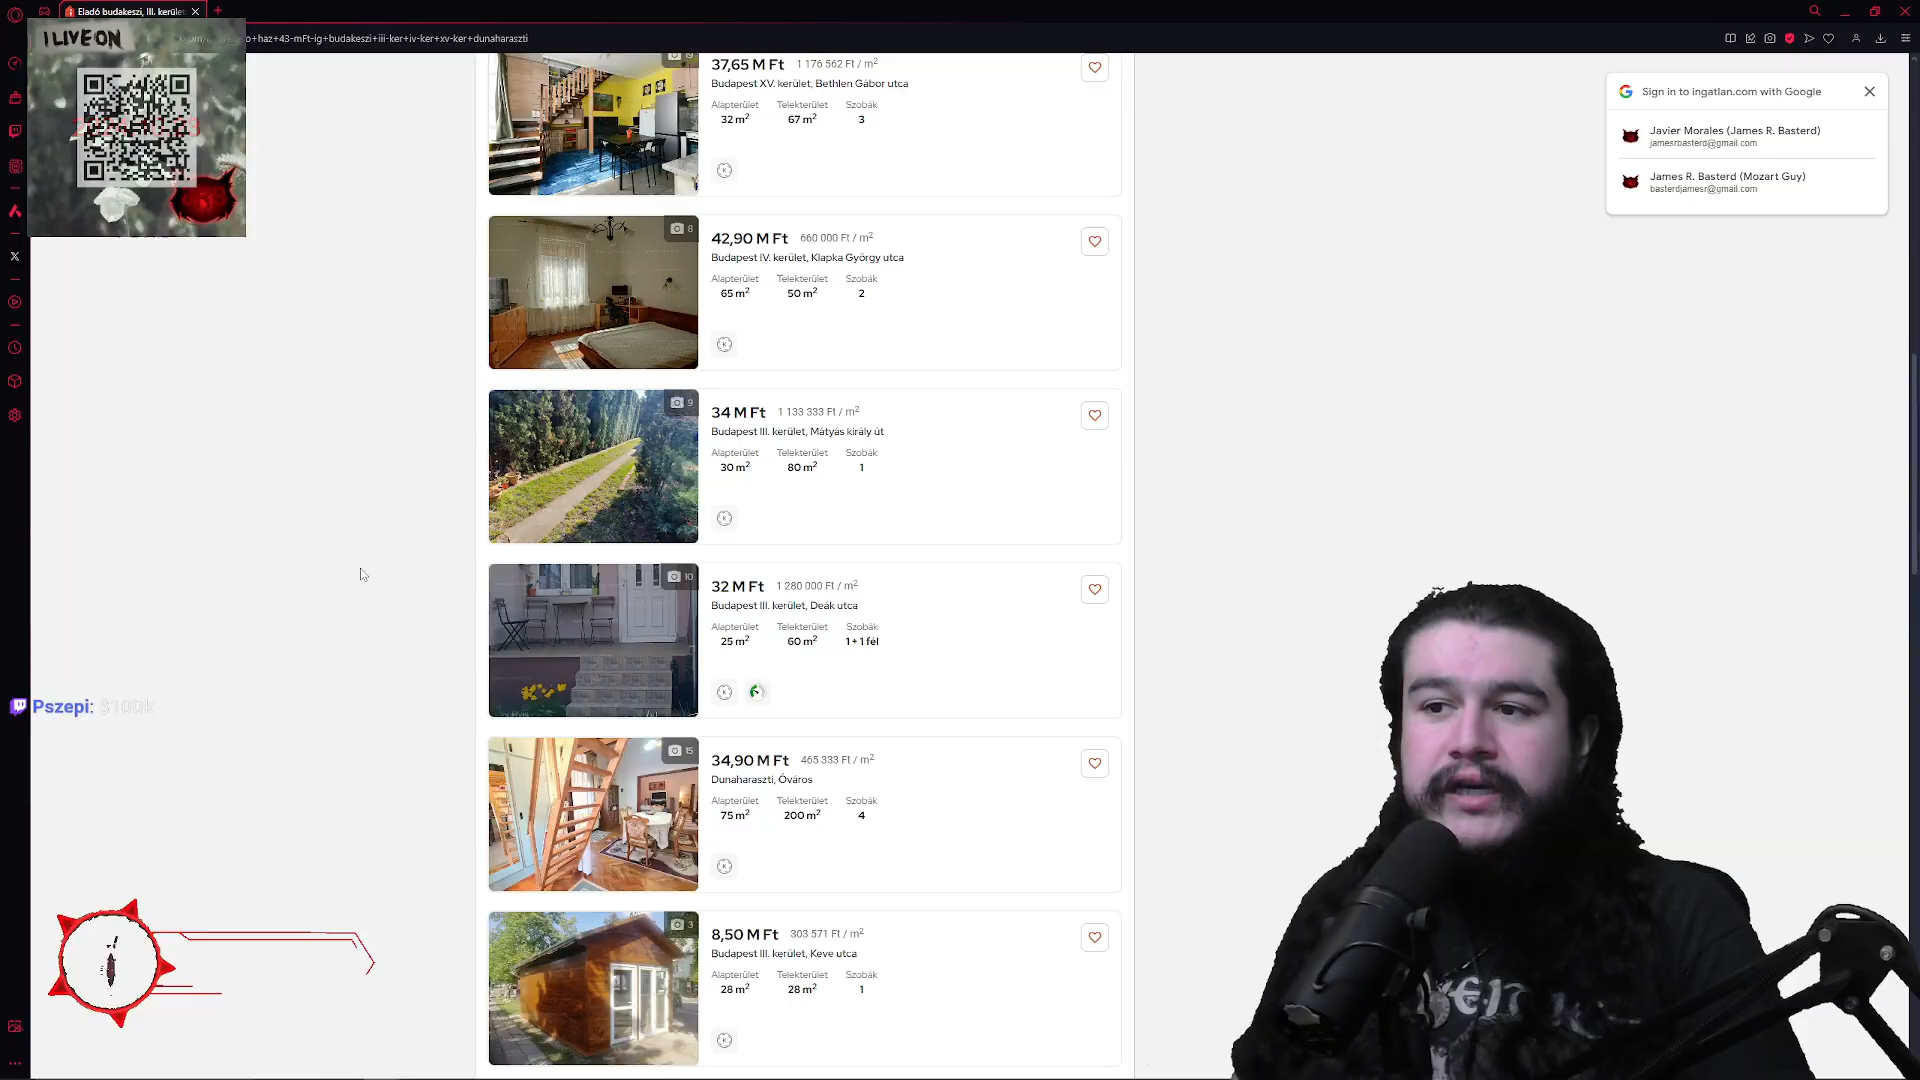 Eladó budakeszi, III. kerület
I LIVE ON
+haz+43-mFt-ig+budakeszi+iii-ker+iv-ker+xv-ker+dunaharaszti
37,65 M Ft 1 176 562 Ft / m²
Budapest XV. kerület, Bethlen Gábor utca
Alapterület Telekterület Szobák
32 m² 67 m² 3
8
42,90 M Ft 660 000 Ft / m²
Budapest IV. kerület, Klapka György utca
Alapterület Telekterület Szobák
65 m² 50 m² 2
9
34 M Ft 1 133 333 Ft / m²
Budapest III. kerület, Mátyás király út
Alapterület Telekterület Szobák
30 m² 80 m² 1
10
32 M Ft 1 280 000 Ft / m²
Budapest III. kerület, Deák utca
Alapterület Telekterület Szobák
25 m² 60 m² 1 + 1 fél
15
34,90 M Ft 465 333 Ft / m²
Dunaharaszti, Óváros
Alapterület Telekterület Szobák
75 m² 200 m² 4
3
8,50 M Ft 303 571 Ft / m²
Budapest III. kerület, Keve utca
Alapterület Telekterület Szobák
28 m² 28 m² 1
Sign in to ingatlan.com with Google
Javier Morales (James R. Basterd)
jamesrbasterd@gmail.com
James R. Basterd (Mozart Guy)
basterdjamesr@gmail.com
Pszepi: $100k